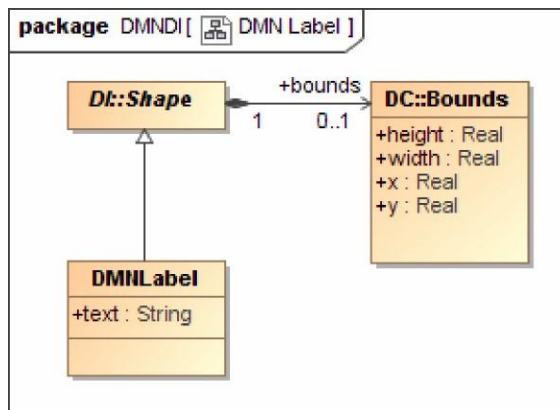 package DMNDI[ DMN Label ]
DI::Shape
+bounds
1
0..1
DC::Bounds
+height : Real
+width : Real
+x : Real
+y : Real
DMNLabel
+text : String